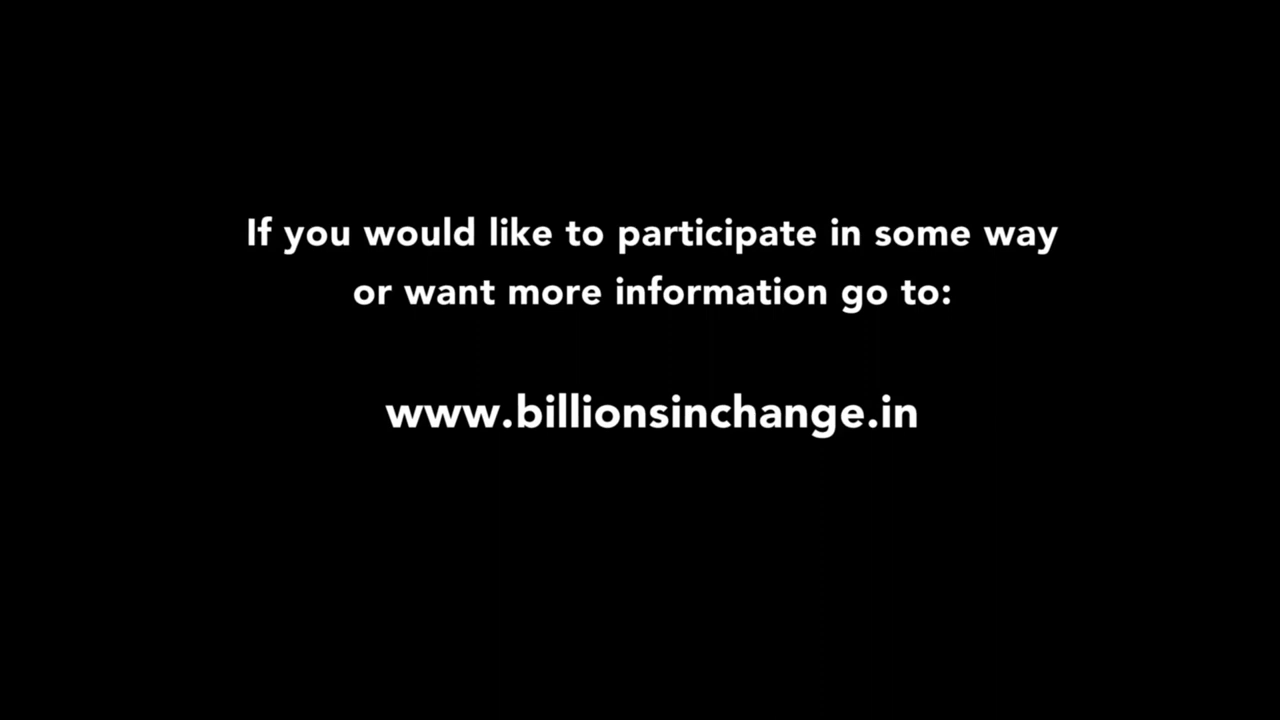 If you would like to participate in some way
or want more information go to:
www.billionsinchange.in